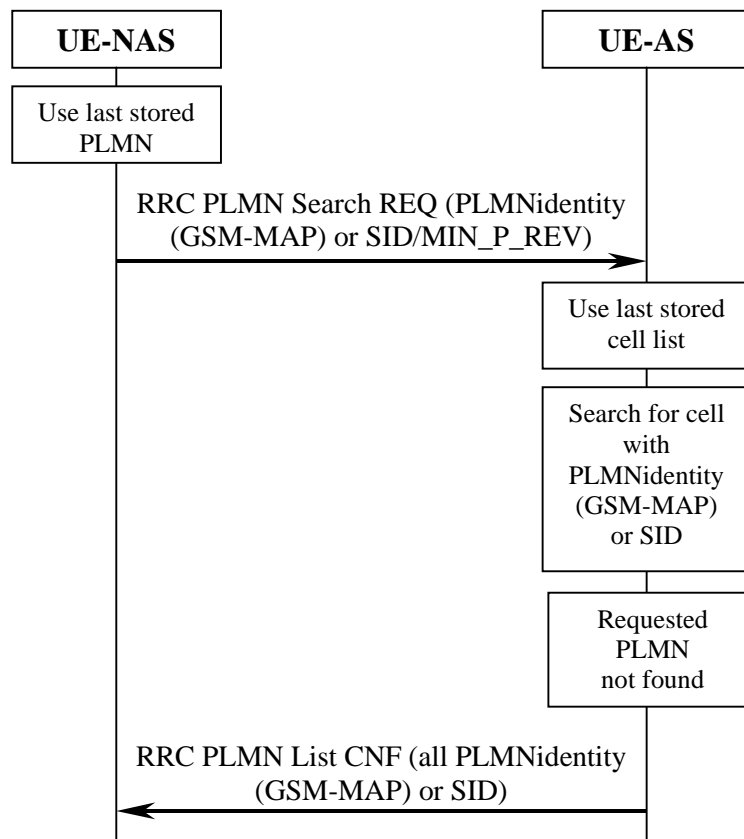 UE-NAS
UE-AS
Use last stored
PLMN
RRC PLMN Search REQ (PLMNidentity
(GSM-MAP) or SID/MIN_P_REV)
Use last stored
cell list
Search for cell
with
PLMNidentity
(GSM-MAP)
or SID
Requested
PLMN
not found
RRC PLMN List CNF (all PLMNidentity
(GSM-MAP) or SID)